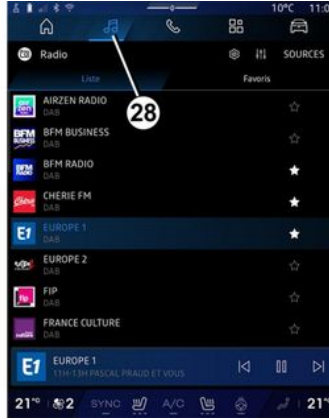 10°C 11:0
Radio SOURCES
Liste Favoris
AIRZEN RADIO
DAB
28
BFM BUSINESS
DAB
BFM RADIO
DAB
CHERIE FM
DAB
E1 EUROPE 1
DAB
EUROPE 2
DAB
fip FIP
DAB
FRANCE CULTURE
DAB
E1 EUROPE 1
11H-13H PASCAL PRAUD ET VOUS
21°° 2 SYNC A/C 21°